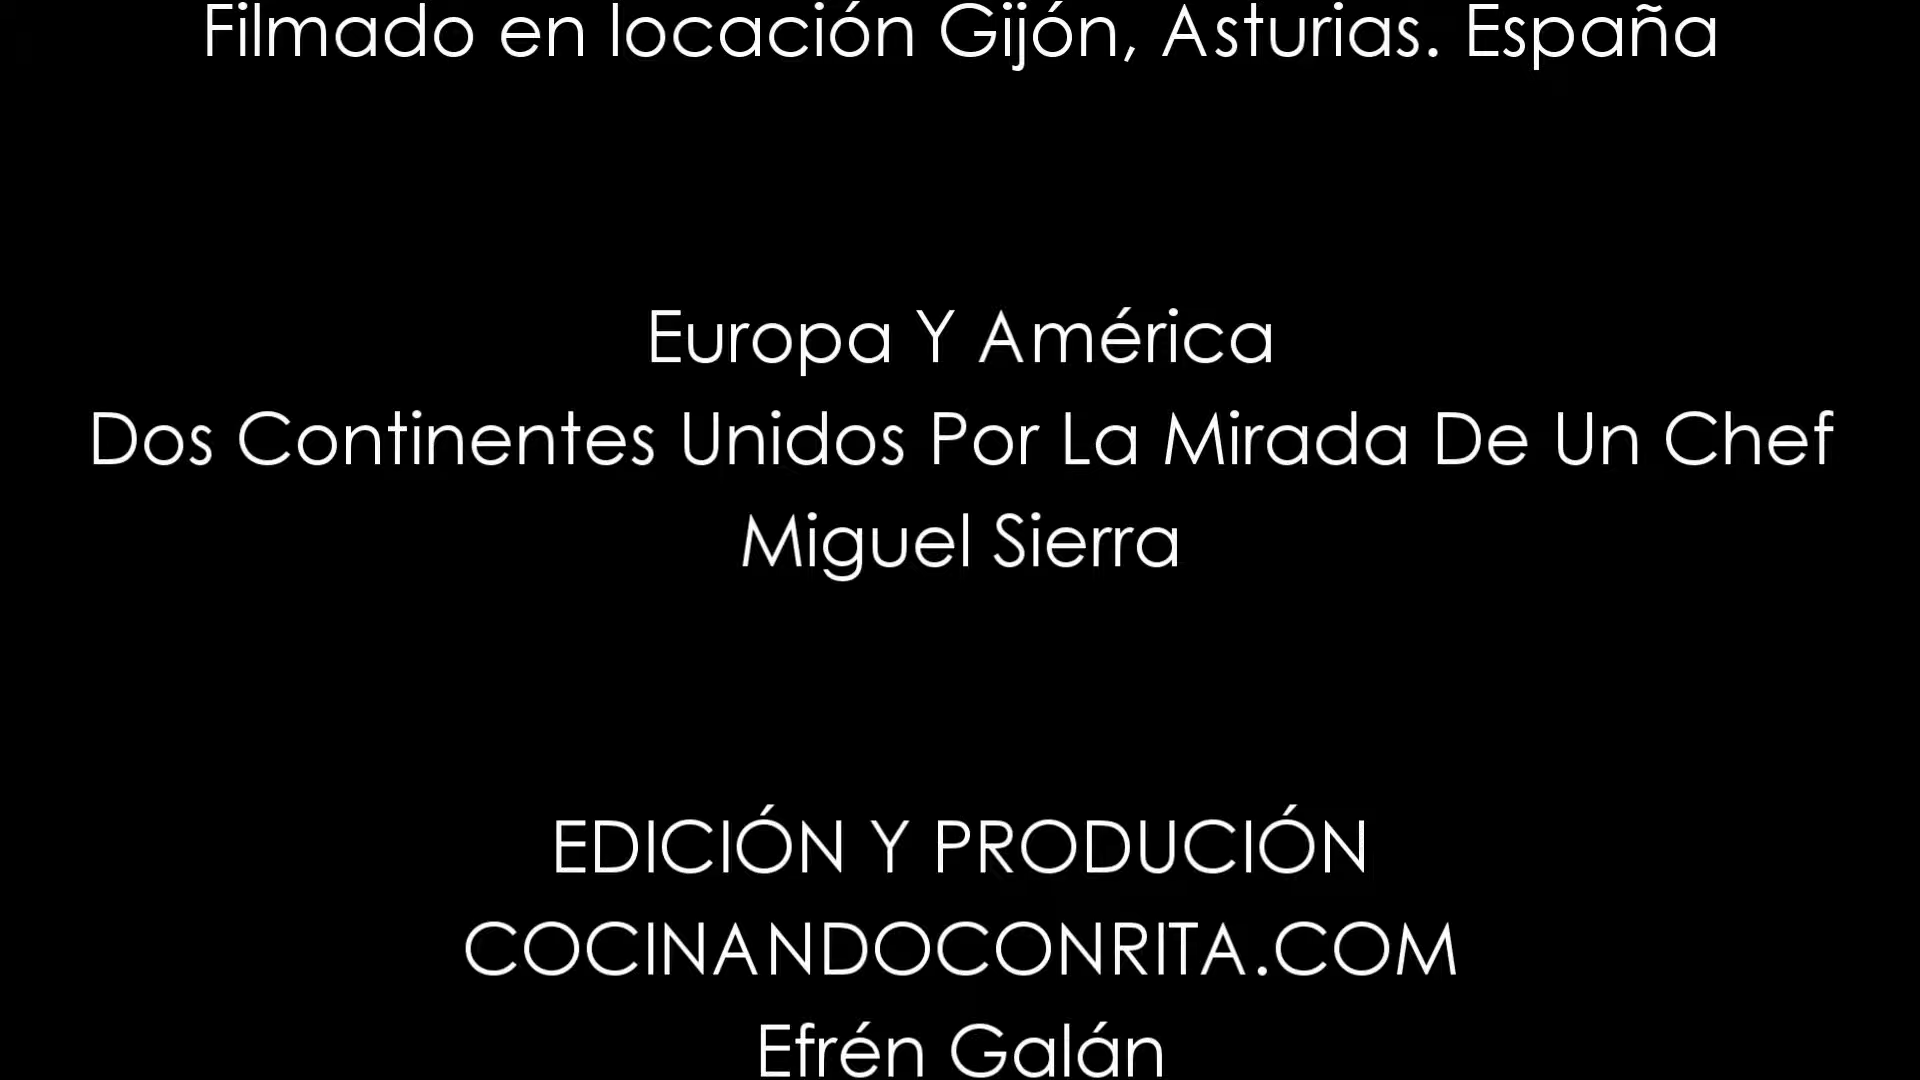 Filmado en locación Gijón, Asturias. España
Europa Y América
Dos Continentes Unidos Por La Mirada De Un Chef
Miguel Sierra
EDICIÓN Y PRODUCIÓN
COCINANDOCONRITA.COM
Efrén Galán